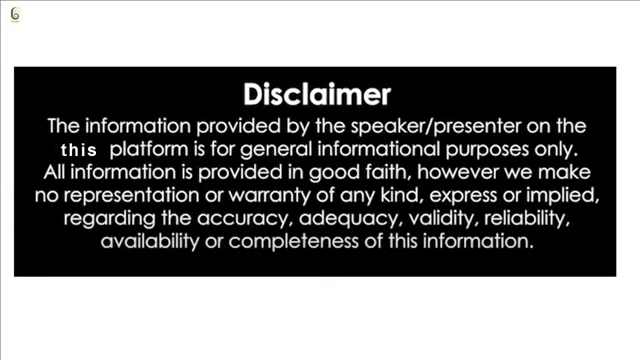 Disclaimer
The information provided by the speaker/presenter on the
this platform is for general informational purposes only.
All information is provided in good faith, however we make
no representation or warranty of any kind, express or implied,
regarding the accuracy, adequacy, validity, reliability,
availability or completeness of this information.